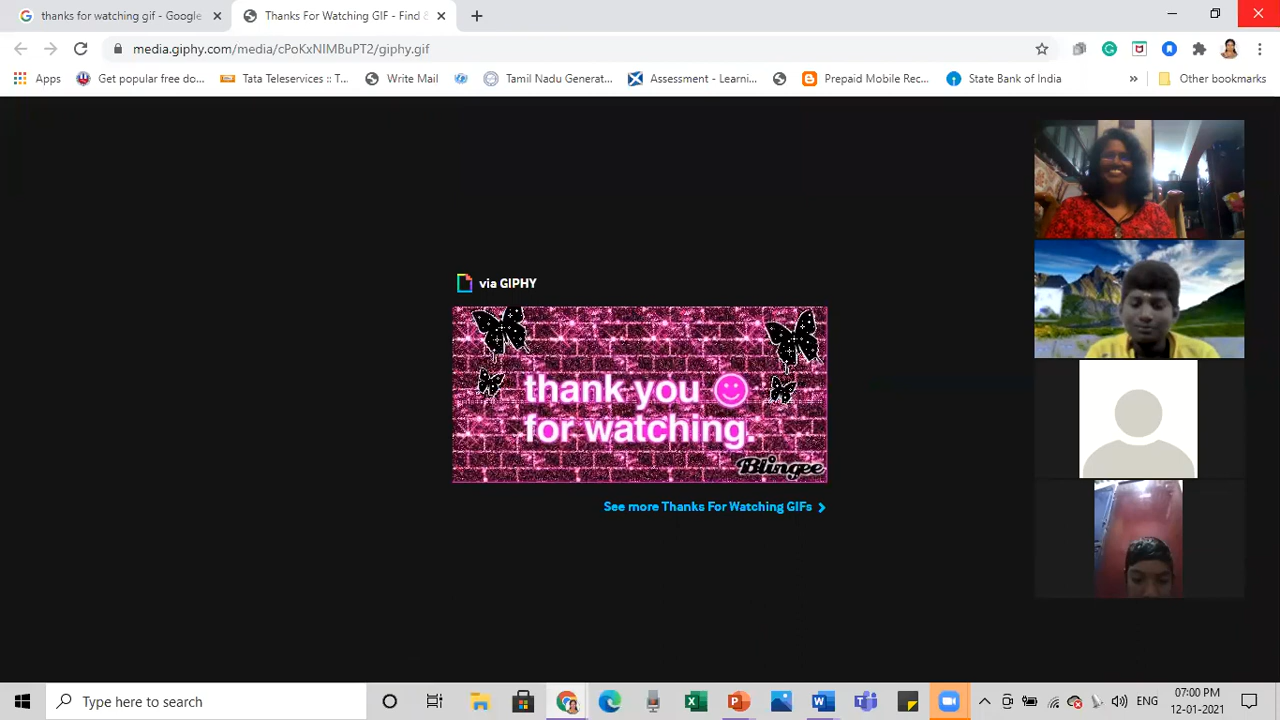 thanks for watching gif - Google
Thanks For Watching GIF - Find &
media.giphy.com/media/cPoKxNIMBuPT2/giphy.gif
Apps
Get popular free do...
Tata Teleservices :: T...
Write Mail
Tamil Nadu Generat...
Assessment - Learni...
Prepaid Mobile Rec...
State Bank of India
»
Other bookmarks
via GIPHY
thank you
for watching.
Blingee
See more Thanks For Watching GIFs
Type here to search
ENG
07:00 PM
12-01-2021